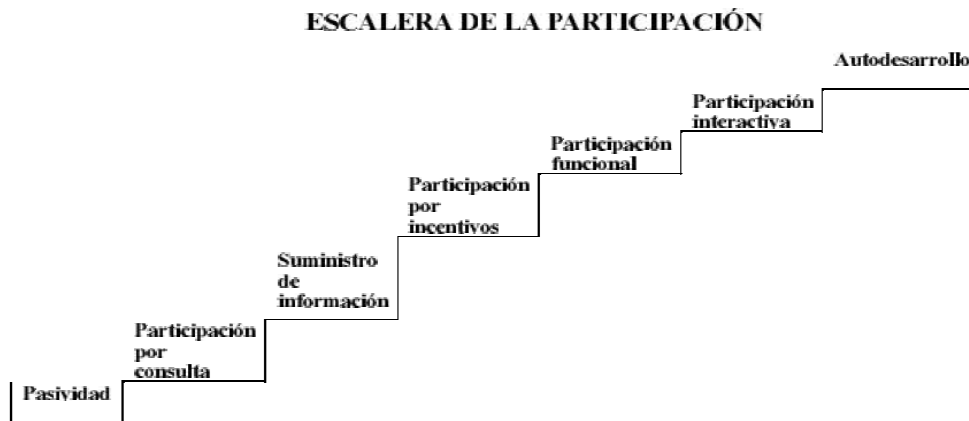 ESCALERA DE LA PARTICIPACIÓN
Autodesarrollo
Participación
interactiva
Participación
funcional
Participación
por
incentivos
Suministro
de
información
Participación
por
consulta
Pasividad